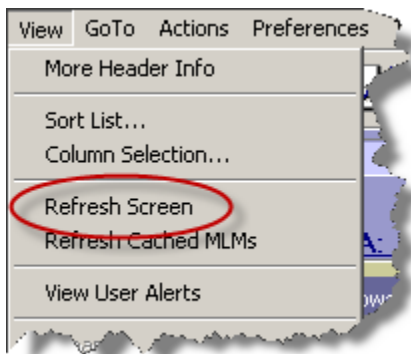 View GoTo Actions Preferences
More Header Info
Sort List...
Column Selection...
Refresh Screen
Refresh Cached MLMs
View User Alerts